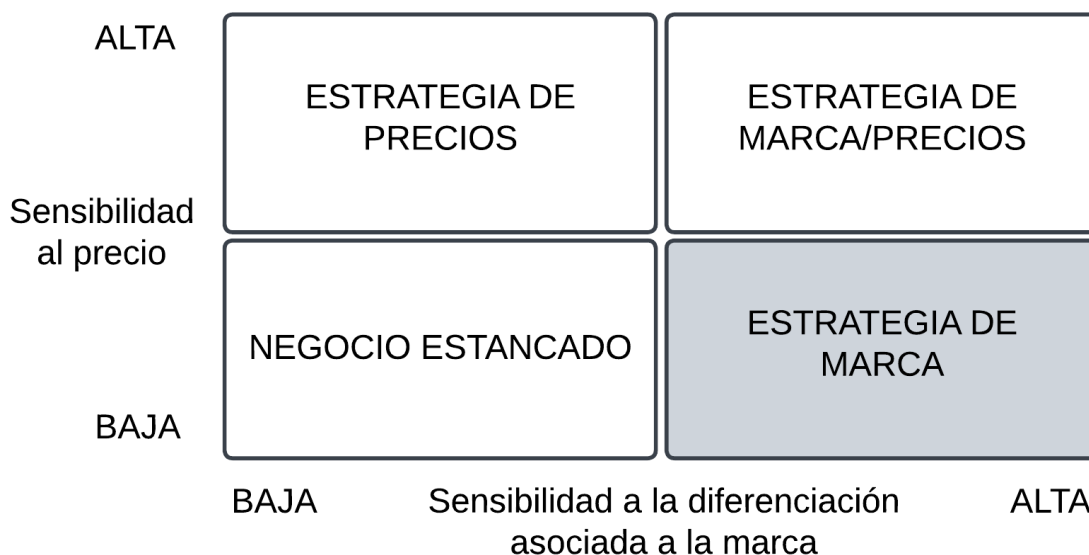 ALTA
ESTRATEGIA DE
PRECIOS
ESTRATEGIA DE
MARCA/PRECIOS
Sensibilidad
al precio
NEGOCIO ESTANCADO
ESTRATEGIA DE
MARCA
BAJA
BAJA
Sensibilidad a la diferenciación
asociada a la marca
ALTA